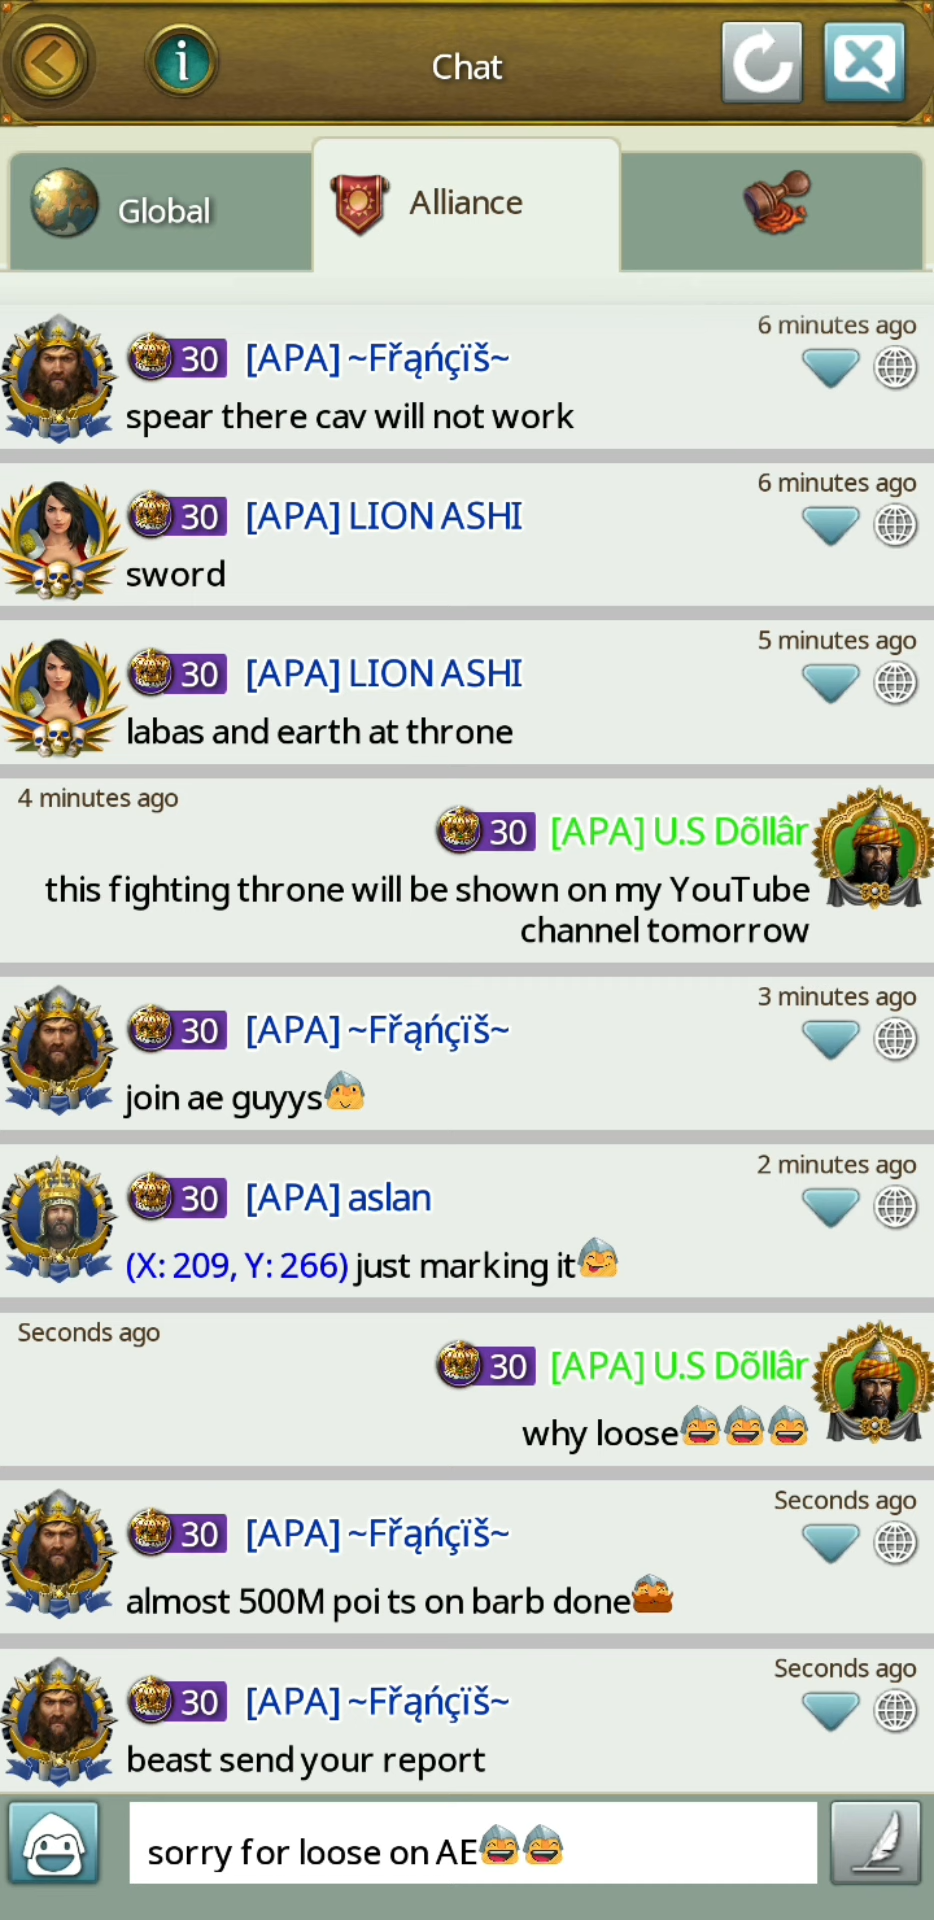 Chat
Global
Alliance
6 minutes ago
30 [APA] ~Fřąńçïš~
spear there cav will not work
6 minutes ago
30 [APA] LION ASHI
sword
5 minutes ago
30 [APA] LION ASHI
labas and earth at throne
4 minutes ago
30 [APA] U.S Dõllâr
this fighting throne will be shown on my YouTube
channel tomorrow
3 minutes ago
30 [APA] ~Fřąńçïš~
join ae guyys
2 minutes ago
30 [APA] aslan
(X: 209, Y: 266) just marking it
Seconds ago
30 [APA] U.S Dõllâr
why loose
Seconds ago
30 [APA] ~Fřąńçïš~
almost 500M poi ts on barb done
Seconds ago
30 [APA] ~Fřąńçïš~
beast send your report
sorry for loose on AE